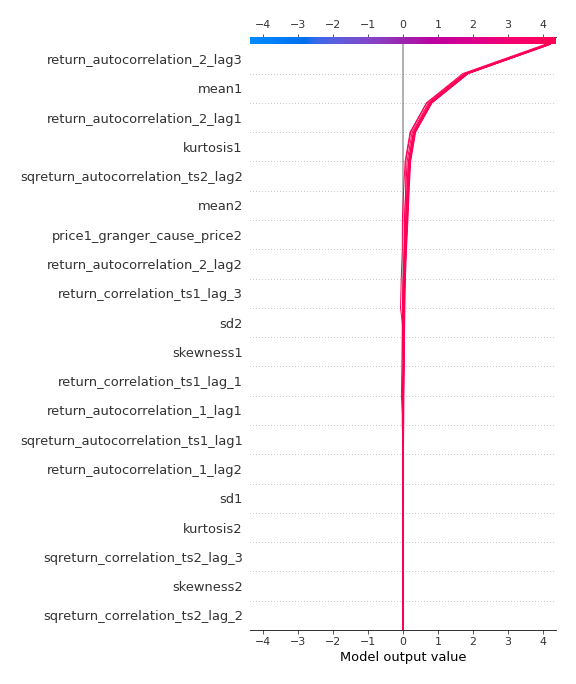 −4 −3 −2 −1 0 1 2 3 4
return_autocorrelation_2_lag3
mean1
return_autocorrelation_2_lag1
kurtosis1
sqreturn_autocorrelation_ts2_lag2
mean2
price1_granger_cause_price2
return_autocorrelation_2_lag2
return_correlation_ts1_lag_3
sd2
skewness1
return_correlation_ts1_lag_1
return_autocorrelation_1_lag1
sqreturn_autocorrelation_ts1_lag1
return_autocorrelation_1_lag2
sd1
kurtosis2
sqreturn_correlation_ts2_lag_3
skewness2
sqreturn_correlation_ts2_lag_2
−4 −3 −2 −1 0 1 2 3 4
Model output value